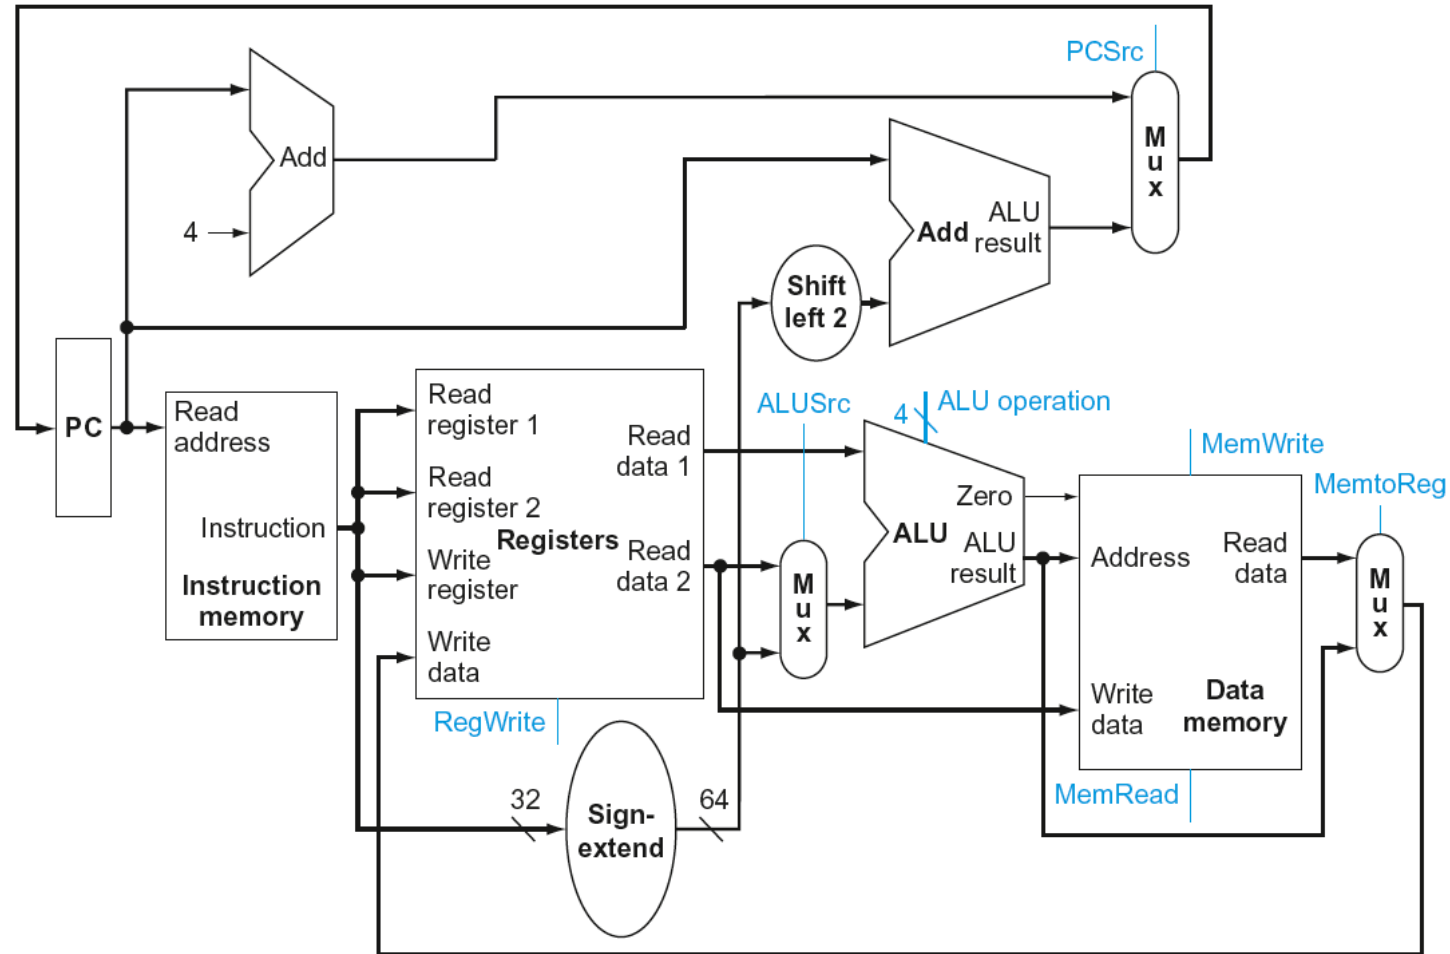 PCSrc
M
u
x
Add
4
Add
ALU
result
Shift
left 2
PC
Read
address
Instruction
Instruction
memory
Read
register 1
Read
register 2
Write
register
Write
data
Registers
Read
data 1
Read
data 2
RegWrite
ALUSrc
M
u
x
4
ALU operation
Zero
ALU
ALU
result
MemWrite
Address
Read
data
Write
data
Data
memory
MemRead
MemtoReg
M
u
x
32
Sign-
extend
64